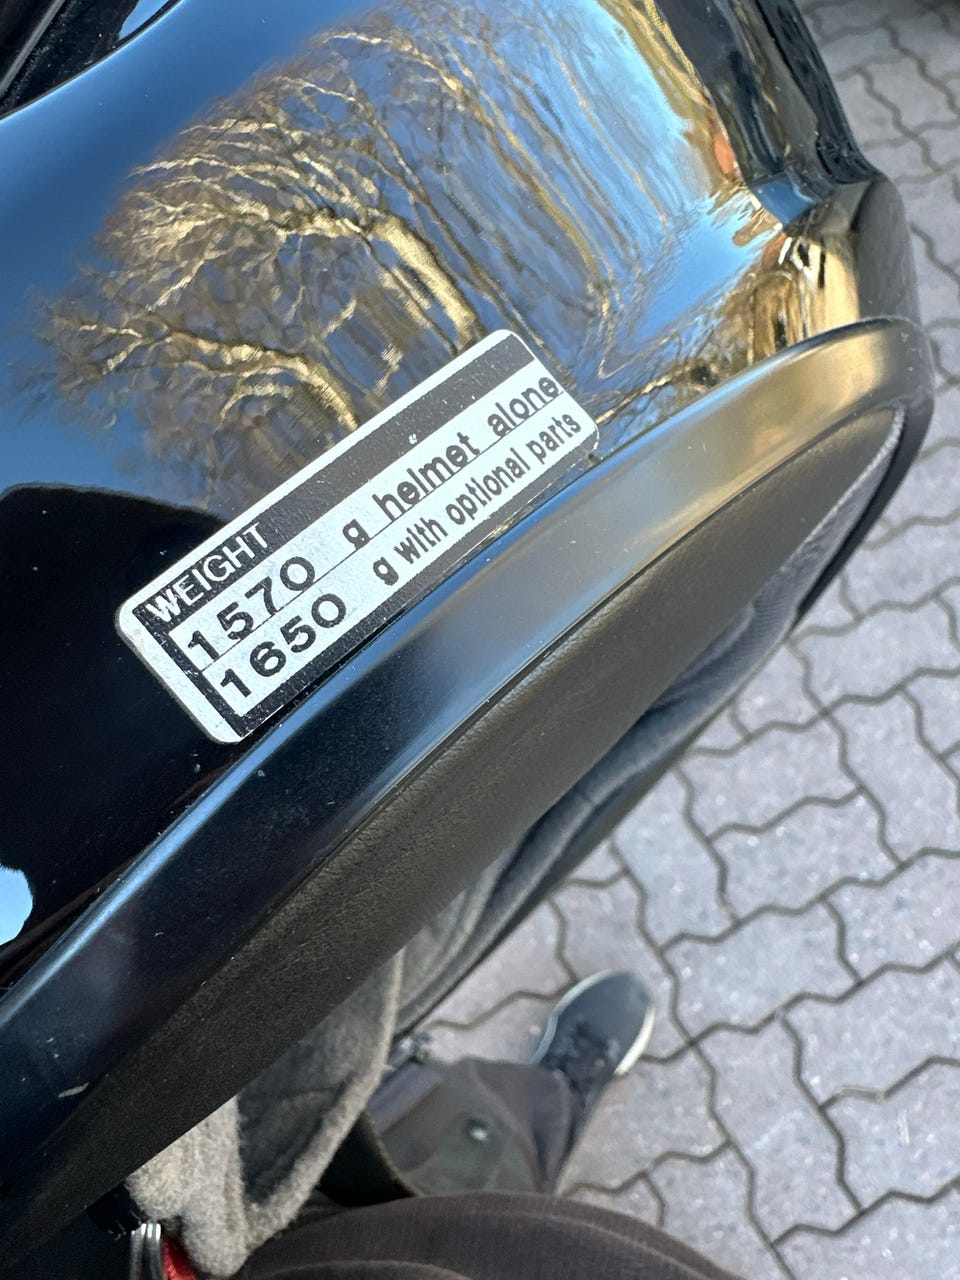 WEIGHT
1570 g helmet alone
1650 g with optional parts